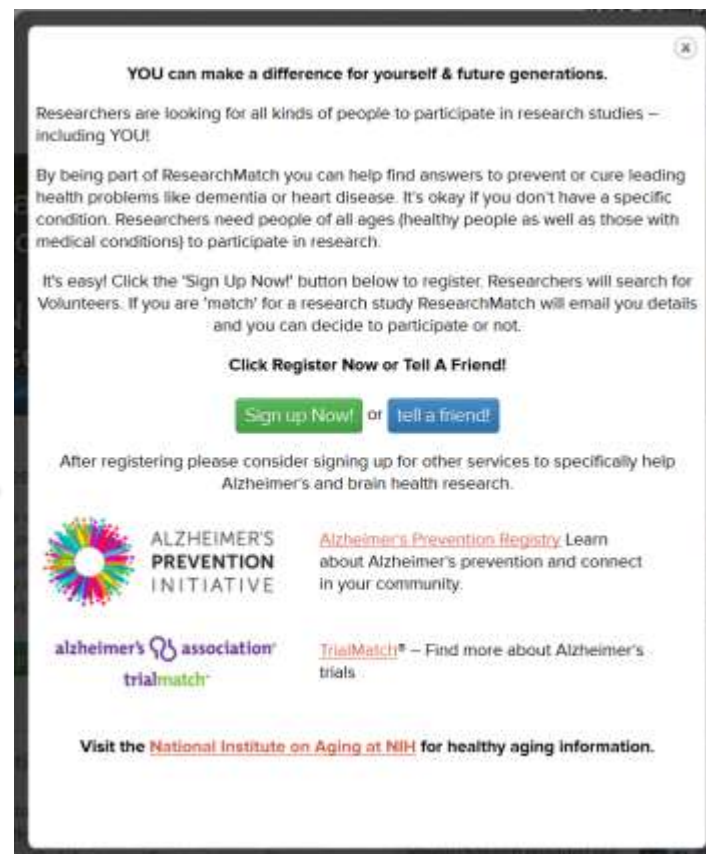 x
YOU can make a difference for yourself & future generations.
Researchers are looking for all kinds of people to participate in research studies –
including YOU!
By being part of ResearchMatch you can help find answers to prevent or cure leading
health problems like dementia or heart disease. It's okay if you don't have a specific
condition. Researchers need people of all ages (healthy people as well as those with
medical conditions) to participate in research.
It's easy! Click the 'Sign Up Now!' button below to register. Researchers will search for
Volunteers. If you are 'match' for a research study ResearchMatch will email you details
and you can decide to participate or not.
Click Register Now or Tell A Friend!
Sign up Now! or tell a friend!
After registering please consider signing up for other services to specifically help
Alzheimer's and brain health research.
ALZHEIMER'S
PREVENTION
INITIATIVE
Alzheimer's Prevention Registry Learn
about Alzheimer's prevention and connect
in your community.
alzheimer's association®
trialmatch™
TrialMatch® – Find more about Alzheimer's
trials
Visit the National Institute on Aging at NIH for healthy aging information.